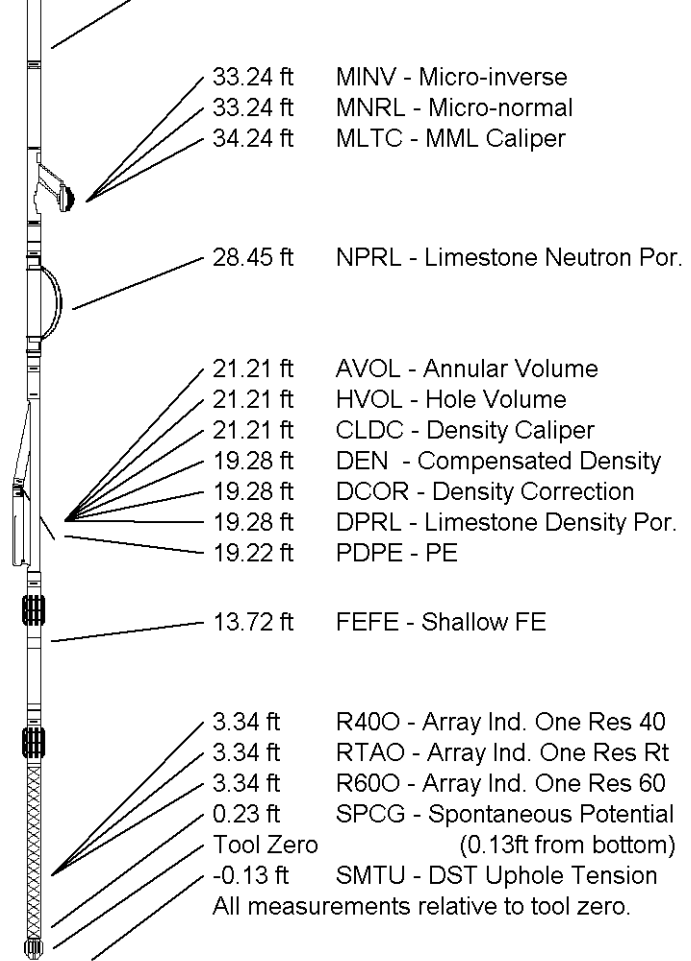 33.24 ft MINV - Micro-inverse
33.24 ft MNRL - Micro-normal
34.24 ft MLTC - MML Caliper
28.45 ft NPRL - Limestone Neutron Por.
21.21 ft AVOL - Annular Volume
21.21 ft HVOL - Hole Volume
21.21 ft CLDC - Density Caliper
19.28 ft DEN - Compensated Density
19.28 ft DCOR - Density Correction
19.28 ft DPRL - Limestone Density Por.
19.22 ft PDPE - PE
13.72 ft FEFE - Shallow FE
3.34 ft R40O - Array Ind. One Res 40
3.34 ft RTAO - Array Ind. One Res Rt
3.34 ft R60O - Array Ind. One Res 60
0.23 ft SPCG - Spontaneous Potential
Tool Zero (0.13ft from bottom)
-0.13 ft SMTU - DST Uphole Tension
All measurements relative to tool zero.